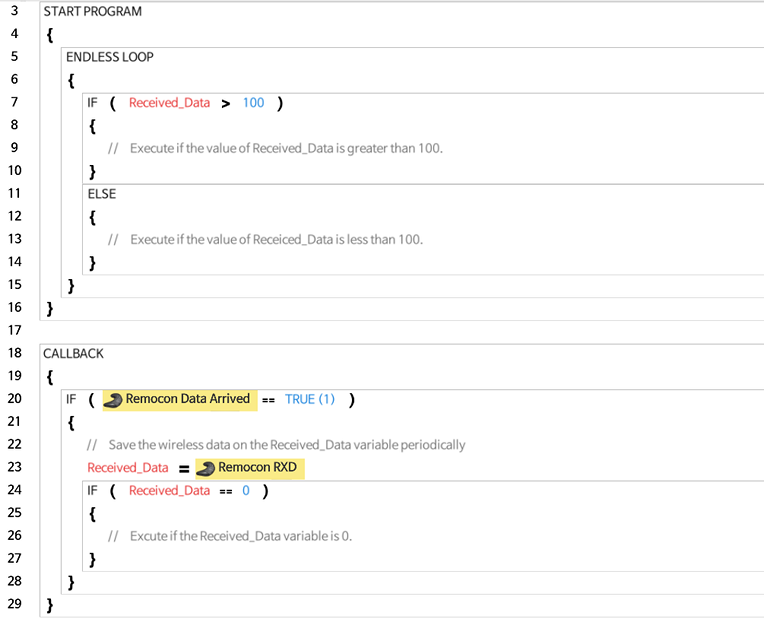 3 START PROGRAM
4 {
5 ENDLESS LOOP
6 {
7 IF ( Received_Data > 100 )
8 {
9 // Execute if the value of Received_Data is greater than 100.
10 }
11 ELSE
12 {
13 // Execute if the value of Receiced_Data is less than 100.
14 }
15 }
16 }
17
18 CALLBACK
19 {
20 IF ( Remocon Data Arrived == TRUE (1) )
21 {
22 // Save the wireless data on the Received_Data variable periodically
23 Received_Data = Remocon RXD
24 IF ( Received_Data == 0 )
25 {
26 // Excute if the Received_Data variable is 0.
27 }
28 }
29 }